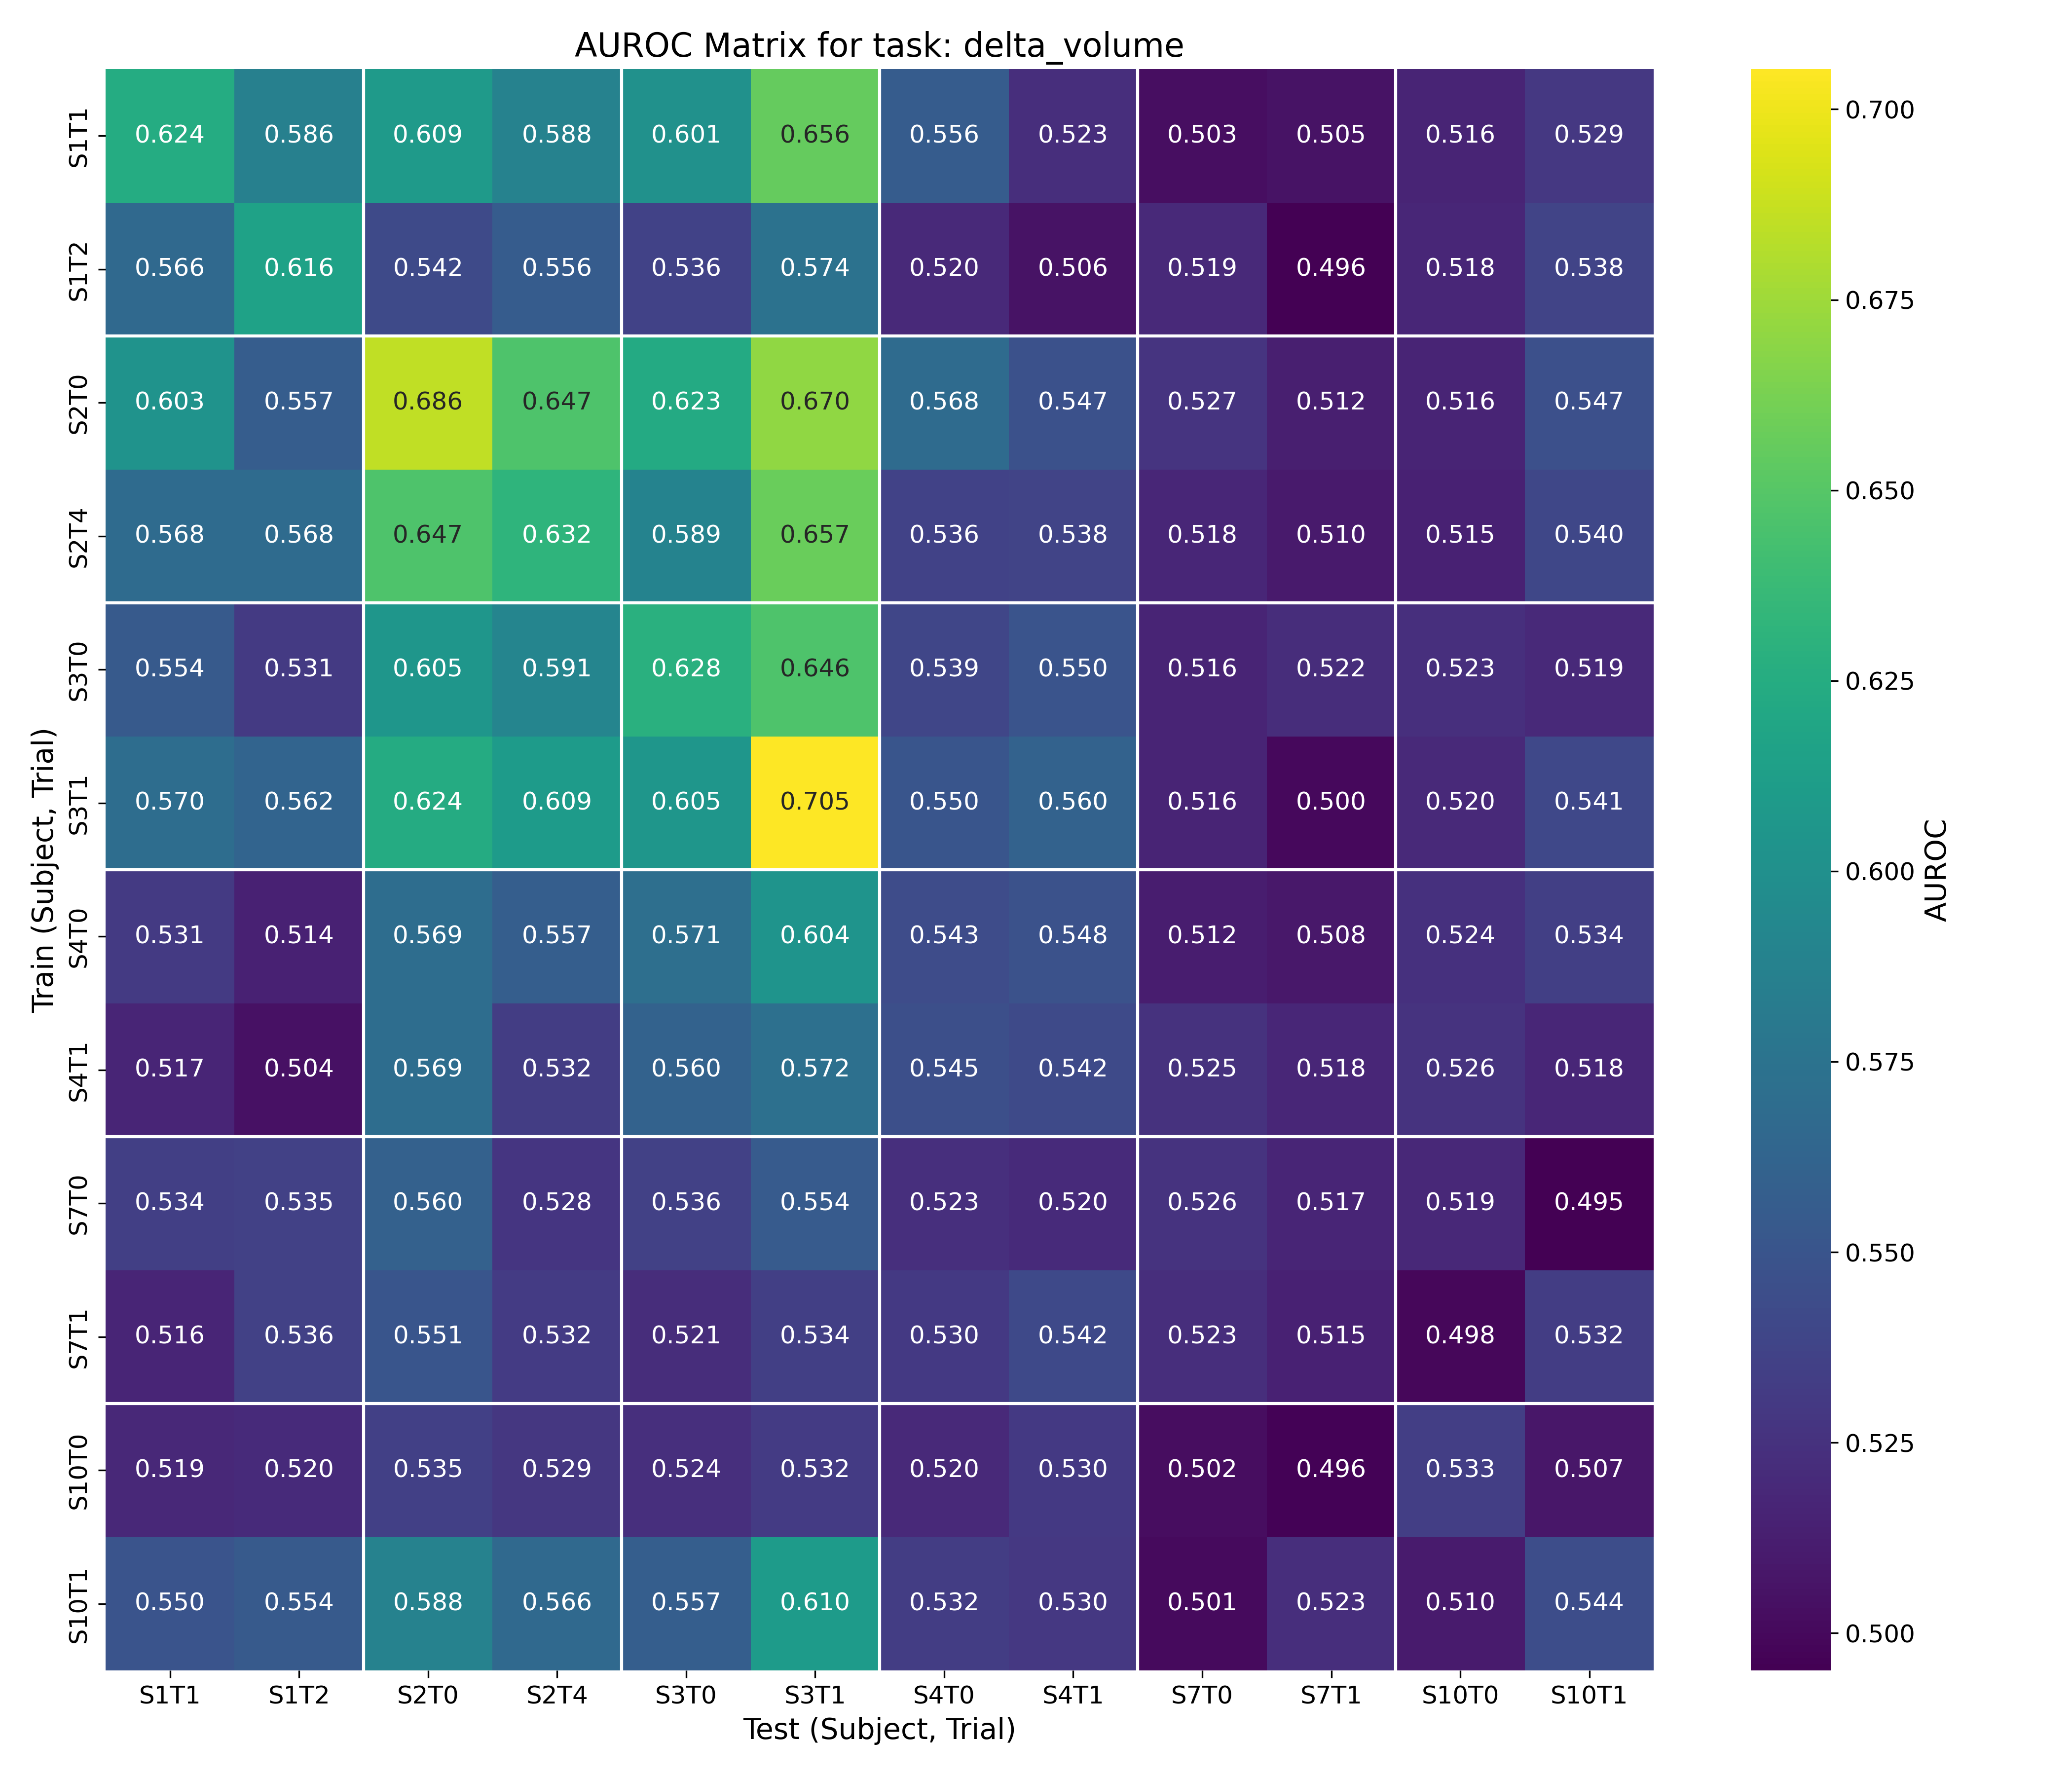 AUROC Matrix for task: delta_volume
S1T1 0.624 0.586 0.609 0.588 0.601 0.656 0.556 0.523 0.503 0.505 0.516 0.529
S1T2 0.566 0.616 0.542 0.556 0.536 0.574 0.520 0.506 0.519 0.496 0.518 0.538
S2T0 0.603 0.557 0.686 0.647 0.623 0.670 0.568 0.547 0.527 0.512 0.516 0.547
S2T4 0.568 0.568 0.647 0.632 0.589 0.657 0.536 0.538 0.518 0.510 0.515 0.540
S3T0 0.554 0.531 0.605 0.591 0.628 0.646 0.539 0.550 0.516 0.522 0.523 0.519
S3T1 0.570 0.562 0.624 0.609 0.605 0.705 0.550 0.560 0.516 0.500 0.520 0.541
S4T0 0.531 0.514 0.569 0.557 0.571 0.604 0.543 0.548 0.512 0.508 0.524 0.534
S4T1 0.517 0.504 0.569 0.532 0.560 0.572 0.545 0.542 0.525 0.518 0.526 0.518
S7T0 0.534 0.535 0.560 0.528 0.536 0.554 0.523 0.520 0.526 0.517 0.519 0.495
S7T1 0.516 0.536 0.551 0.532 0.521 0.534 0.530 0.542 0.523 0.515 0.498 0.532
S10T0 0.519 0.520 0.535 0.529 0.524 0.532 0.520 0.530 0.502 0.496 0.533 0.507
S10T1 0.550 0.554 0.588 0.566 0.557 0.610 0.532 0.530 0.501 0.523 0.510 0.544
S1T1 S1T2 S2T0 S2T4 S3T0 S3T1 S4T0 S4T1 S7T0 S7T1 S10T0 S10T1
Test (Subject, Trial)
Train (Subject, Trial)
0.700
0.675
0.650
0.625
0.600
0.575
0.550
0.525
0.500
AUROC